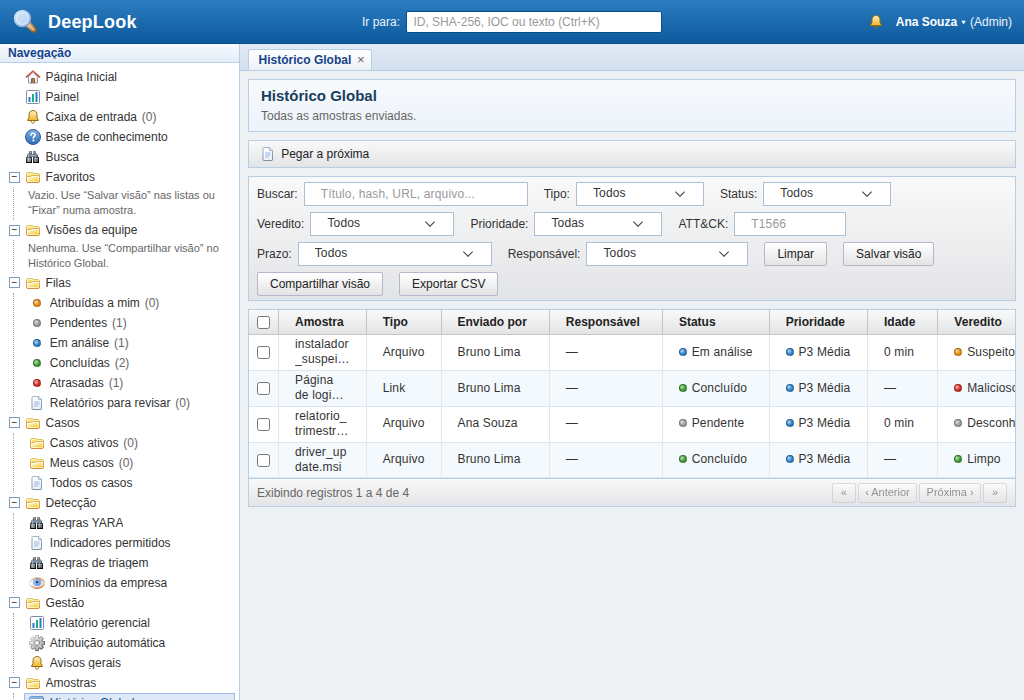 DeepLook
Ir para: ID, SHA-256, IOC ou texto (Ctrl+K)
Ana Souza (Admin)
Navegação
Página Inicial
Painel
Caixa de entrada (0)
Base de conhecimento
Busca
Favoritos
Vazio. Use “Salvar visão” nas listas ou
“Fixar” numa amostra.
Visões da equipe
Nenhuma. Use “Compartilhar visão” no
Histórico Global.
Filas
Atribuídas a mim (0)
Pendentes (1)
Em análise (1)
Concluídas (2)
Atrasadas (1)
Relatórios para revisar (0)
Casos
Casos ativos (0)
Meus casos (0)
Todos os casos
Detecção
Regras YARA
Indicadores permitidos
Regras de triagem
Domínios da empresa
Gestão
Relatório gerencial
Atribuição automática
Avisos gerais
Amostras
Histórico Global
Histórico Global ×
Histórico Global
Todas as amostras enviadas.
Pegar a próxima
Buscar: Título, hash, URL, arquivo... Tipo: Todos Status: Todos
Veredito: Todos Prioridade: Todas ATT&CK: T1566
Prazo: Todos Responsável: Todos Limpar Salvar visão
Compartilhar visão Exportar CSV
Amostra Tipo Enviado por Responsável Status Prioridade Idade Veredito
instalador
_suspei… Arquivo Bruno Lima — Em análise P3 Média 0 min Suspeito
Página
de logi… Link Bruno Lima — Concluído P3 Média — Malicioso
relatorio_
trimestr… Arquivo Ana Souza — Pendente P3 Média 0 min Desconh
driver_up
date.msi Arquivo Bruno Lima — Concluído P3 Média — Limpo
Exibindo registros 1 a 4 de 4 « ‹ Anterior Próxima › »